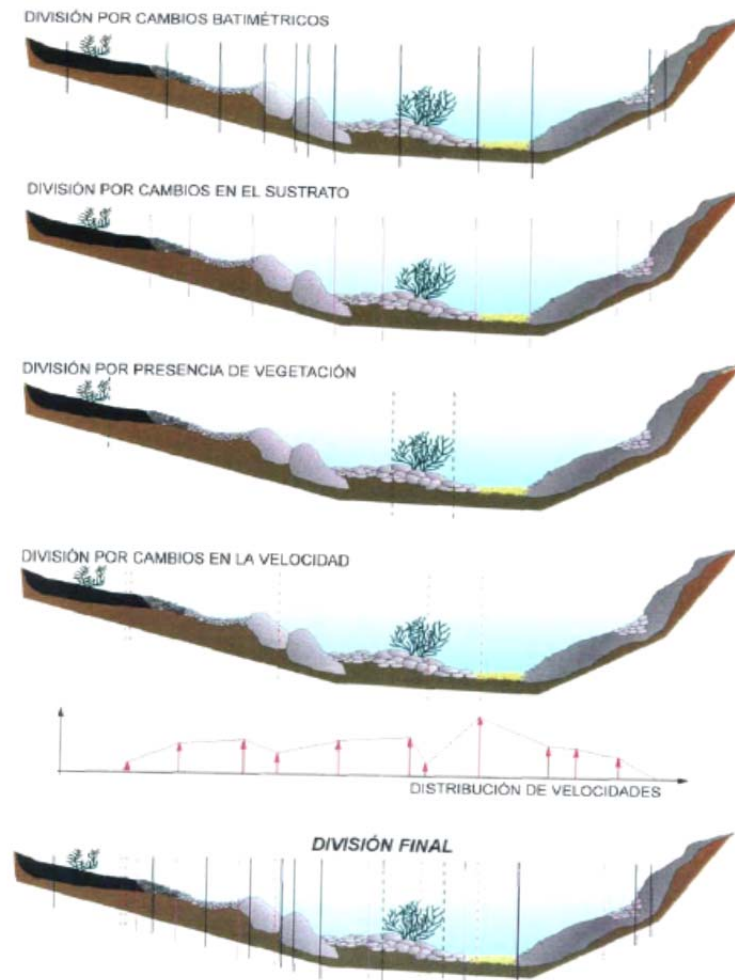 DIVISIÓN POR CAMBIOS BATIMÉTRICOS
DIVISIÓN POR CAMBIOS EN EL SUSTRATO
DIVISIÓN POR PRESENCIA DE VEGETACIÓN
DIVISIÓN POR CAMBIOS EN LA VELOCIDAD
DISTRIBUCIÓN DE VELOCIDADES
DIVISIÓN FINAL